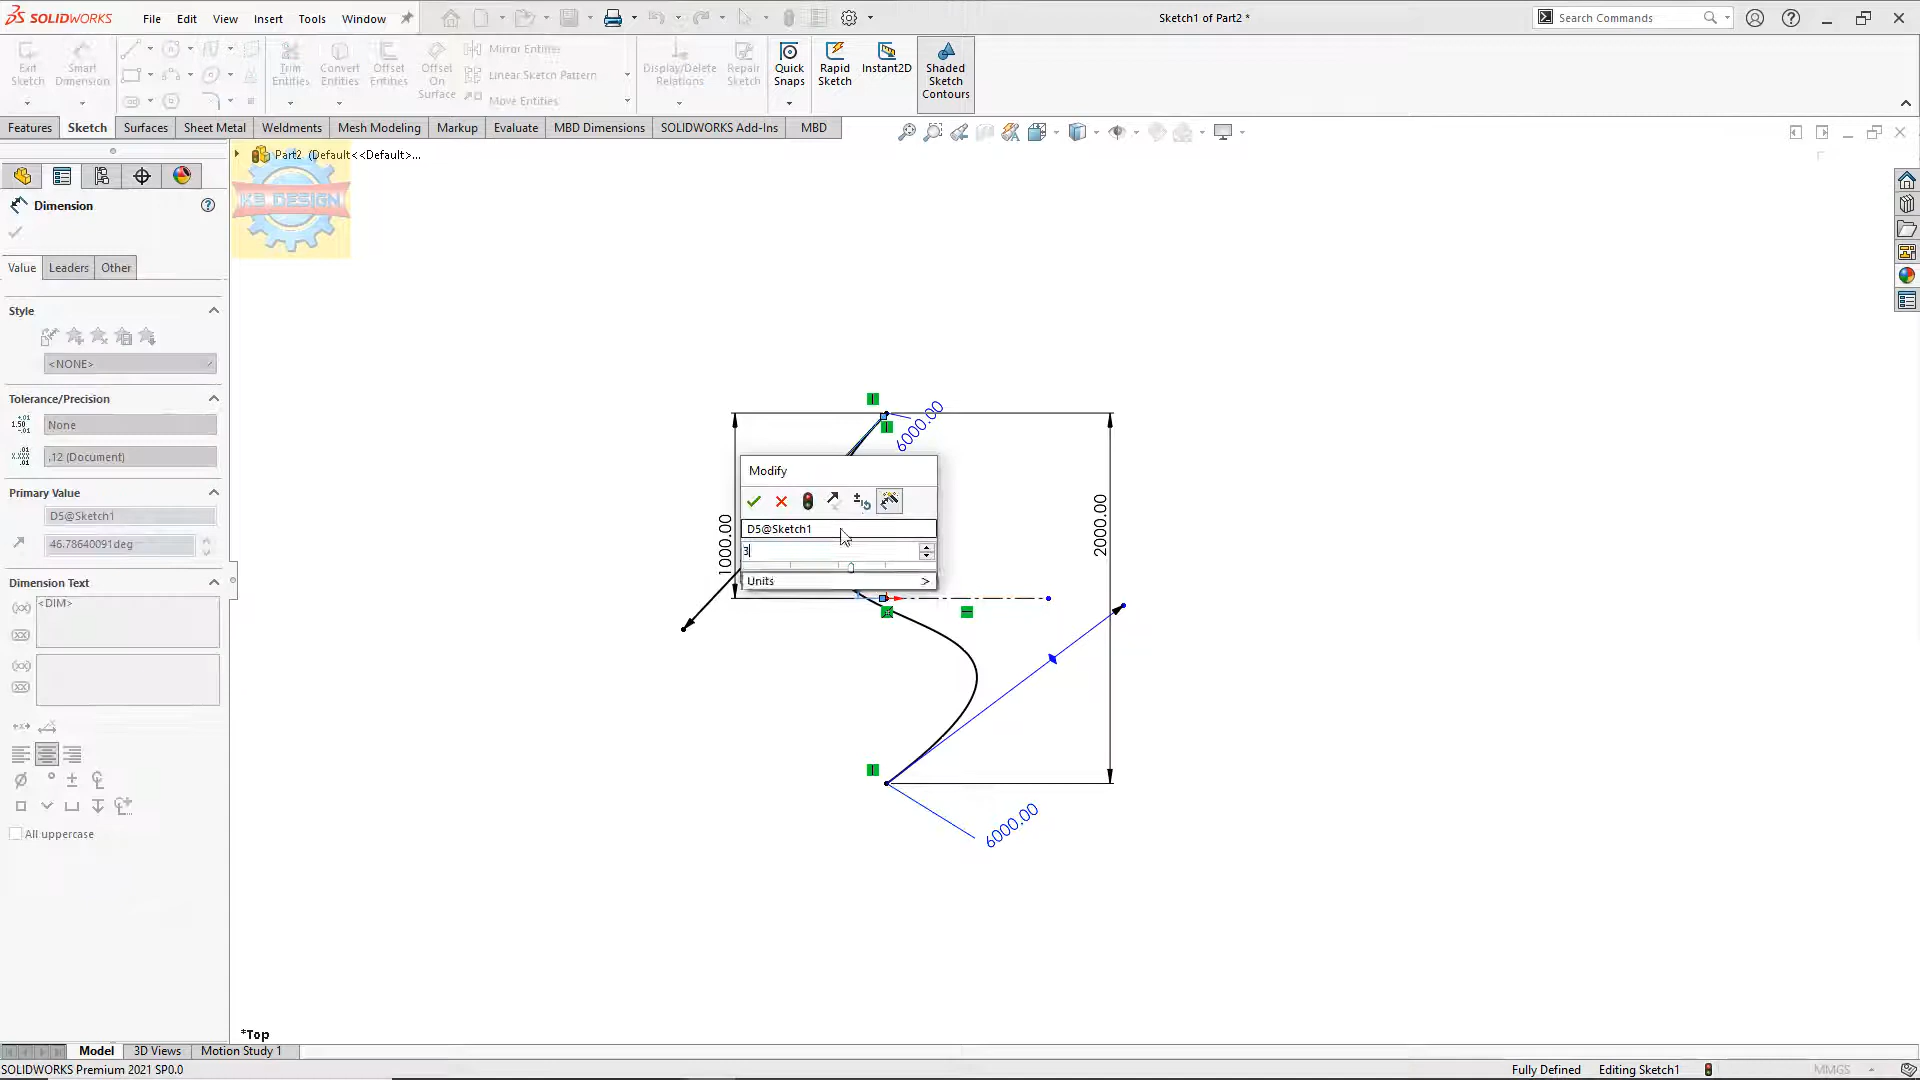 SOLIDWORKS
File Edit View Insert Tools Window
Sketch1 of Part2 *
Search Commands
Exit Sketch
Smart Dimension
Trim Entities
Convert Entities
Offset Entities
Offset On Surface
Mirror Entities
Linear Sketch Pattern
Move Entities
Display/Delete Relations
Repair Sketch
Quick Snaps
Rapid Sketch
Instant2D
Shaded Sketch Contours
Features Sketch Surfaces Sheet Metal Weldments Mesh Modeling Markup Evaluate MBD Dimensions SOLIDWORKS Add-Ins MBD
Part2 (Default<<Default>...
KS DESIGN
Dimension
Value Leaders Other
Style
<NONE>
Tolerance/Precision
None
.12 (Document)
Primary Value
D5@Sketch1
46.78640091deg
Dimension Text
<DIM>
All uppercase
6000.00
Modify
D5@Sketch1
3
Units >
1000.00
2000.00
6000.00
*Top
Model 3D Views Motion Study 1
SOLIDWORKS Premium 2021 SP0.0
Fully Defined Editing Sketch1 MMGS